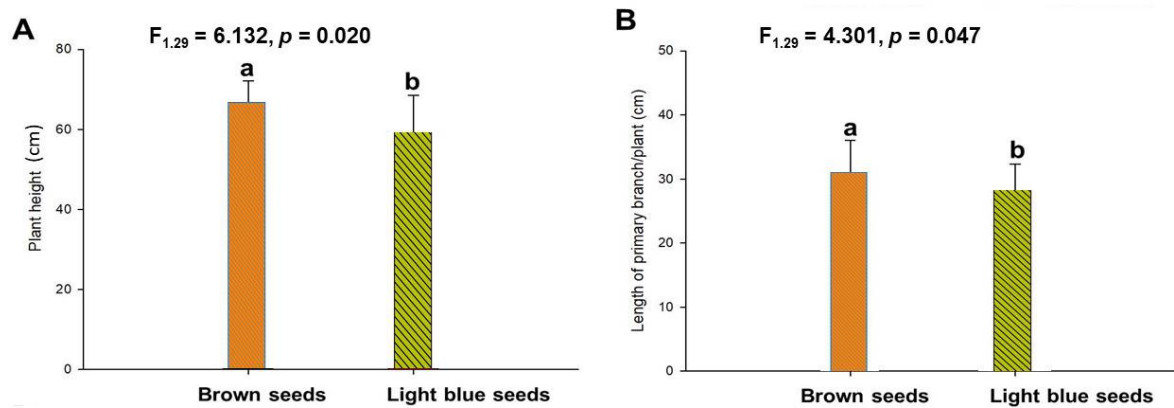 A
F1.29 = 6.132, p = 0.020
Plant height (cm)
80
60
40
20
0
a
b
Brown seeds
Light blue seeds
B
F1.29 = 4.301, p = 0.047
Length of primary branch/plant (cm)
50
40
30
20
10
0
a
b
Brown seeds
Light blue seeds